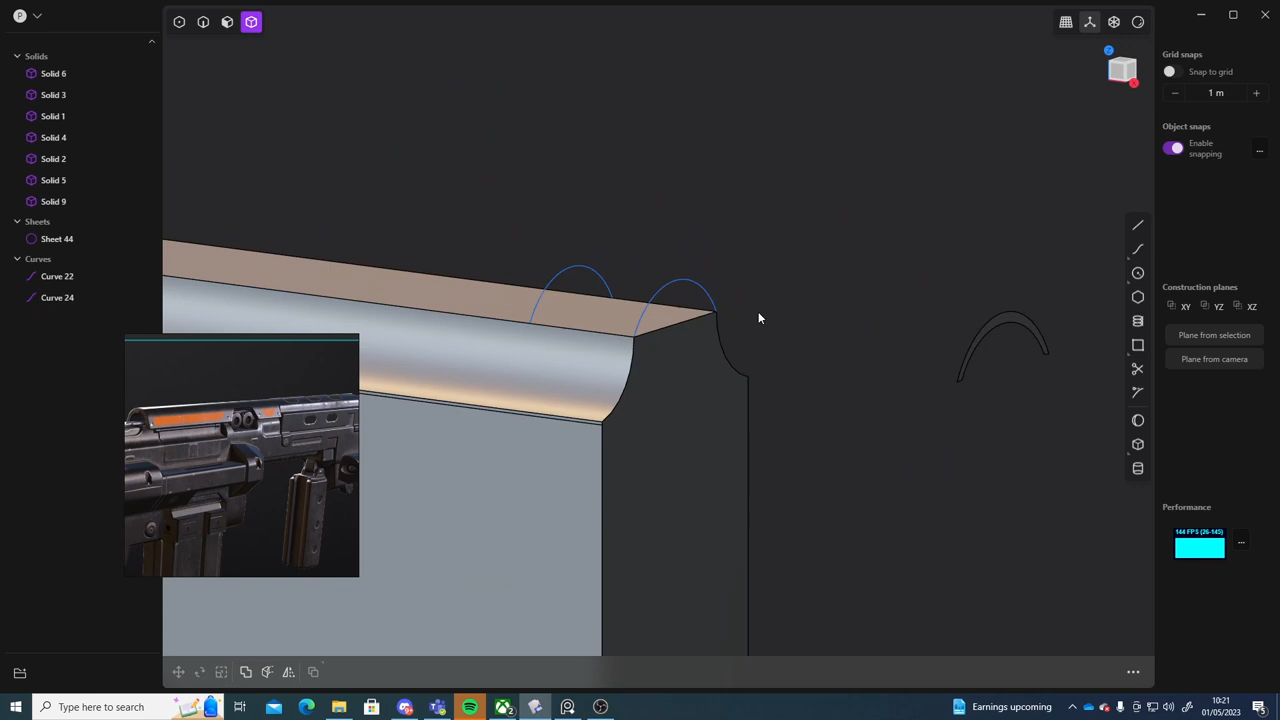 P
Solids
Solid 6
Solid 3
Solid 1
Solid 4
Solid 2
Solid 5
Solid 9
Sheets
Sheet 44
Curves
Curve 22
Curve 24
Z
X
Grid snaps
Snap to grid
1 m
Object snaps
Enable
snapping
...
Construction planes
XY
YZ
XZ
Plane from selection
Plane from camera
Performance
144 FPS (26-145)
...
Type here to search
2
Earnings upcoming
10:21
01/05/2023